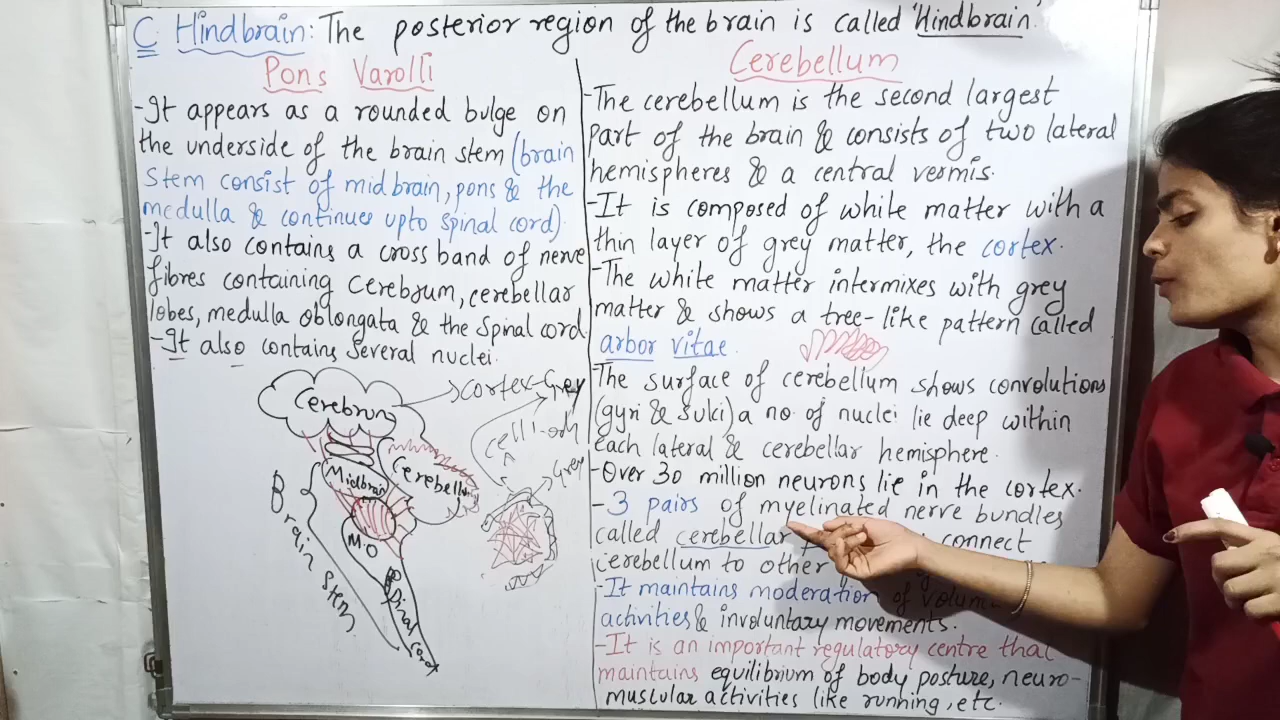 C. Hindbrain: The posterior region of the brain is called 'Hindbrain'.
Pons Varolli
-It appears as a rounded bulge on
the underside of the brain stem (brain
stem consist of mid brain, pons & the
medulla & continues upto spinal cord).
-It also contains a cross band of nerve
fibres containing cerebrum, cerebellar
lobes, medulla oblongata & the spinal cord
-It also contains several nuclei.
Cerebrum
cortex-Grey
Cerebellum
Midbrain
M.O
Spinal cord
Brain stem
Grey
Cerebellum
-The cerebellum is the second largest
part of the brain & consists of two lateral
hemispheres & a central vermis.
-It is composed of white matter with a
thin layer of grey matter, the cortex.
-The white matter intermixes with grey
matter & shows a tree-like pattern called
arbor vitae.
The surface of cerebellum shows convolutions
(gyri & Sulci) a no. of nuclei lie deep within
each lateral & cerebellar hemisphere.
-Over 30 million neurons lie in the cortex.
-3 pairs of myelinated nerve bundles
called cerebellar connect
cerebellum to other
-It maintains moderation of
activities & involuntary movements.
-It is an important regulatory centre that
maintains equilibrium of body posture, neuro-
muscular activities like running, etc.